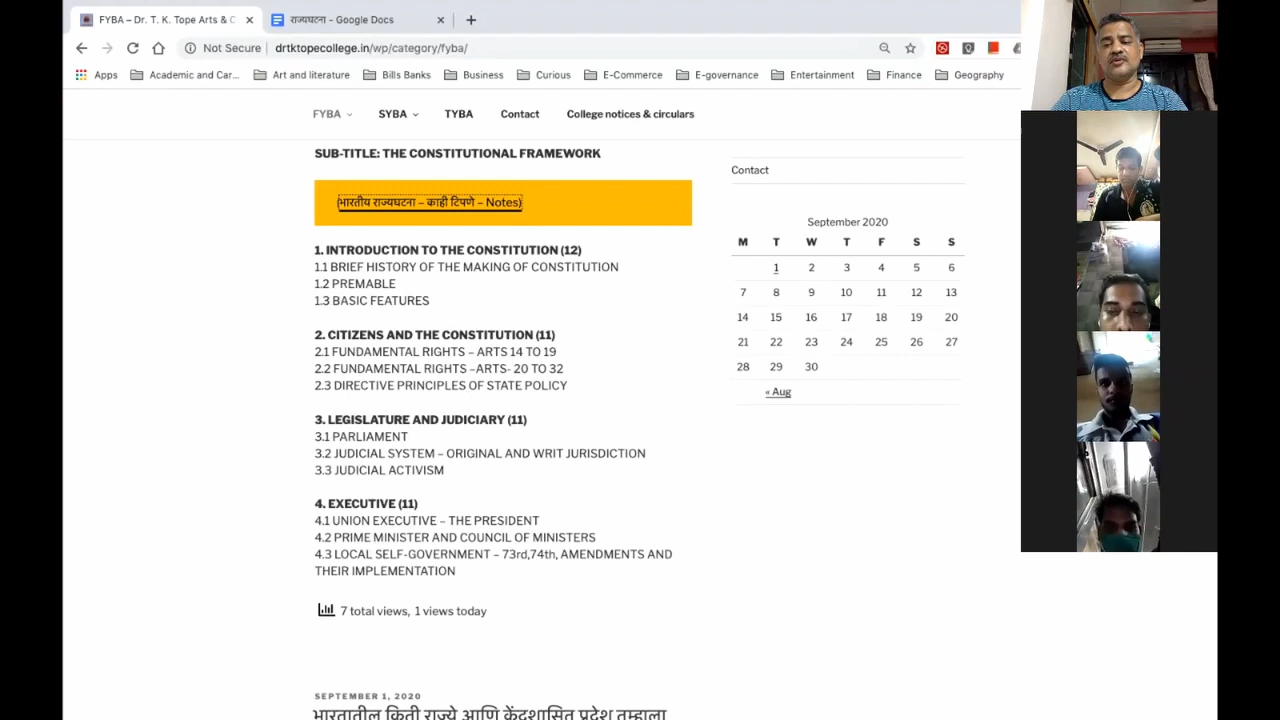 FYBA – Dr. T. K. Tope Arts & C
राज्यघटना - Google Docs
Not Secure
drtktopecollege.in/wp/category/fyba/
Apps
Academic and Car...
Art and literature
Bills Banks
Business
Curious
E-Commerce
E-governance
Entertainment
Finance
Geography
FYBA
SYBA
TYBA
Contact
College notices & circulars
SUB-TITLE: THE CONSTITUTIONAL FRAMEWORK
(भारतीय राज्यघटना – काही टिपणे – Notes)
1. INTRODUCTION TO THE CONSTITUTION (12)
1.1 BRIEF HISTORY OF THE MAKING OF CONSTITUTION
1.2 PREMABLE
1.3 BASIC FEATURES
2. CITIZENS AND THE CONSTITUTION (11)
2.1 FUNDAMENTAL RIGHTS – ARTS 14 TO 19
2.2 FUNDAMENTAL RIGHTS –ARTS- 20 TO 32
2.3 DIRECTIVE PRINCIPLES OF STATE POLICY
3. LEGISLATURE AND JUDICIARY (11)
3.1 PARLIAMENT
3.2 JUDICIAL SYSTEM – ORIGINAL AND WRIT JURISDICTION
3.3 JUDICIAL ACTIVISM
4. EXECUTIVE (11)
4.1 UNION EXECUTIVE – THE PRESIDENT
4.2 PRIME MINISTER AND COUNCIL OF MINISTERS
4.3 LOCAL SELF-GOVERNMENT – 73rd,74th, AMENDMENTS AND
THEIR IMPLEMENTATION
7 total views, 1 views today
SEPTEMBER 1, 2020
भारतातील किती राज्ये आणि केंद्रशासित प्रदेश तुम्हाला
Contact
September 2020
M T W T F S S
1 2 3 4 5 6
7 8 9 10 11 12 13
14 15 16 17 18 19 20
21 22 23 24 25 26 27
28 29 30
« Aug